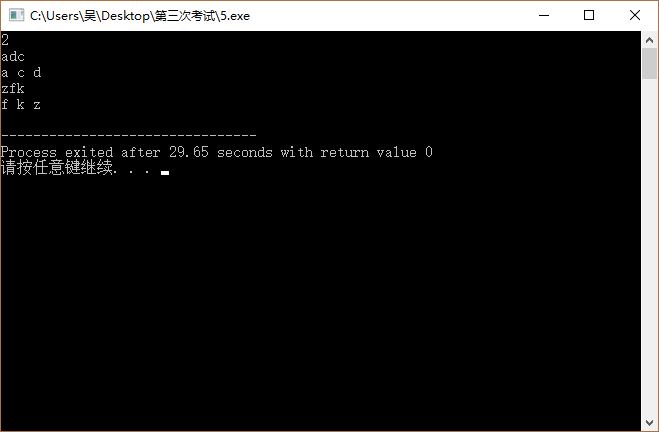 C:\Users\吴\Desktop\第三次考试\5.exe
2
adc
a c d
zfk
f k z
--------------------------------
Process exited after 29.65 seconds with return value 0
请按任意键继续. . .